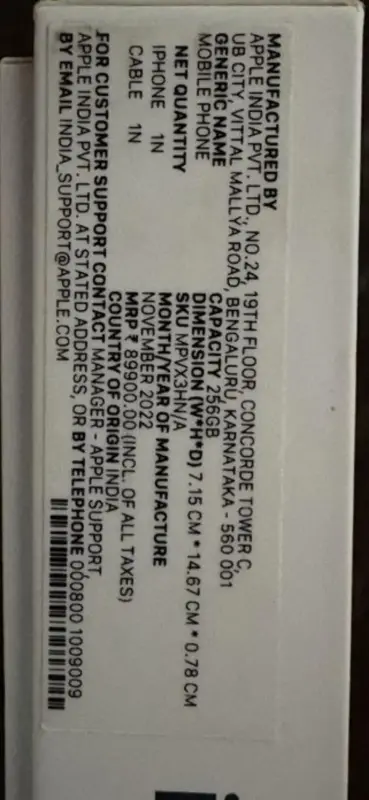 MANUFACTURED BY
APPLE INDIA PVT. LTD., NO.24, 19TH FLOOR, CONCORDE TOWER C,
UB CITY, VITTAL MALLYA ROAD, BENGALURU, KARNATAKA - 560 001
GENERIC NAME
MOBILE PHONE
NET QUANTITY
IPHONE 1N
CABLE 1N
CAPACITY 256GB
DIMENSION (W*H*D) 7.15 CM * 14.67 CM * 0.78 CM
SKU MPVX3HN/A
MONTH/YEAR OF MANUFACTURE
NOVEMBER 2022
MRP ₹ 89900.00 (INCL. OF ALL TAXES)
COUNTRY OF ORIGIN INDIA
FOR CUSTOMER SUPPORT CONTACT MANAGER - APPLE SUPPORT
APPLE INDIA PVT. LTD. AT STATED ADDRESS, OR BY TELEPHONE 000800 1009009
BY EMAIL INDIA_SUPPORT@APPLE.COM